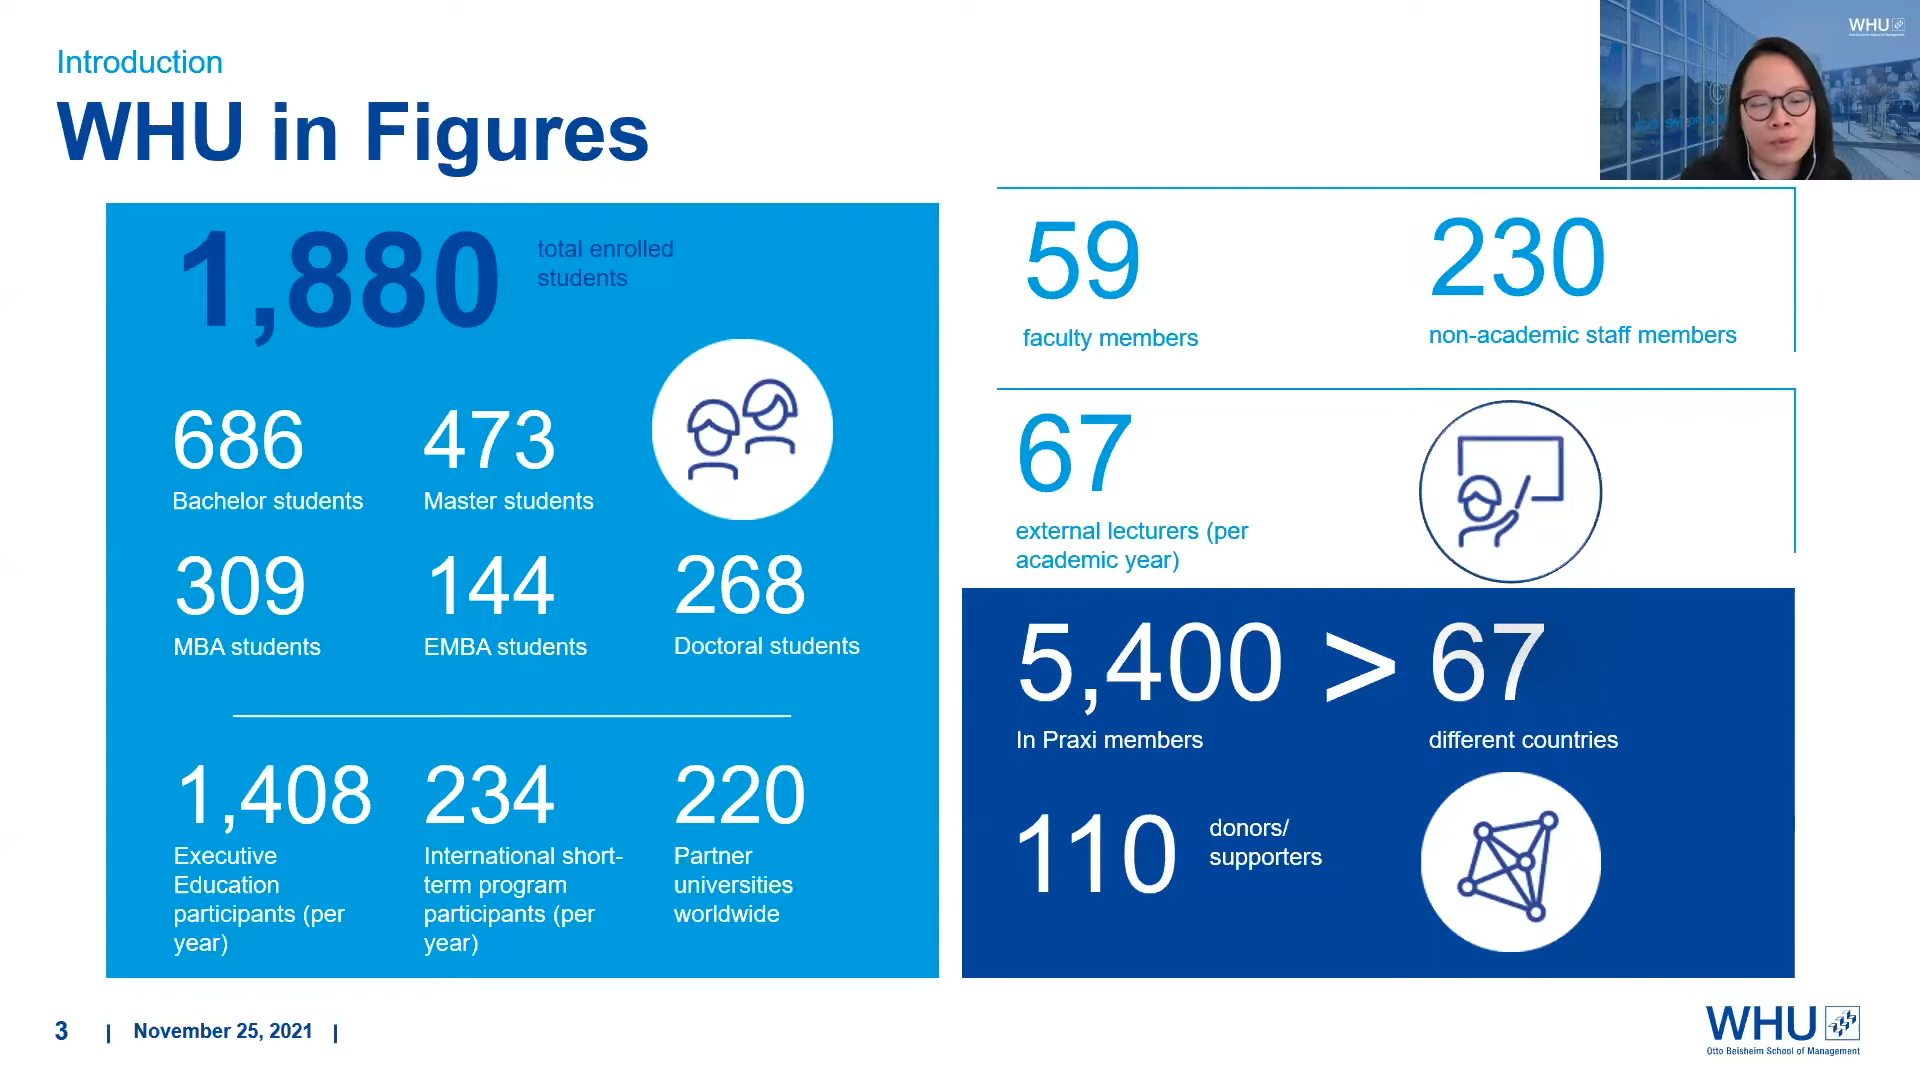 Introduction
WHU in Figures
WHU
1,880
total enrolled
students
686
Bachelor students
473
Master students
309
MBA students
144
EMBA students
268
Doctoral students
1,408
Executive
Education
participants (per
year)
234
International short-
term program
participants (per
year)
220
Partner
universities
worldwide
59
faculty members
230
non-academic staff members
67
external lecturers (per
academic year)
5,400
In Praxi members
>
67
different countries
110
donors/
supporters
3 | November 25, 2021 |
WHU
Otto Beisheim School of Management